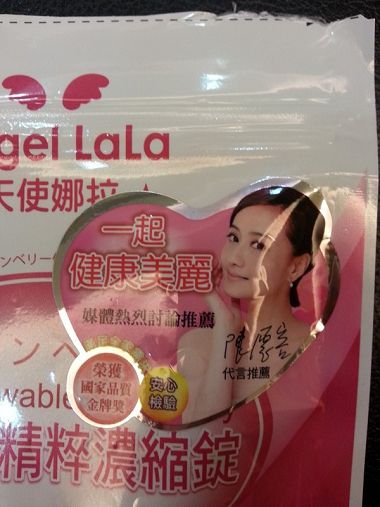 gel LaLa
天使娜拉
ンベリー
一起
健康美麗
媒體熱烈討論推薦
代言推薦
榮獲
國家品質
金牌獎
安心
檢驗
wable
精粹濃縮錠